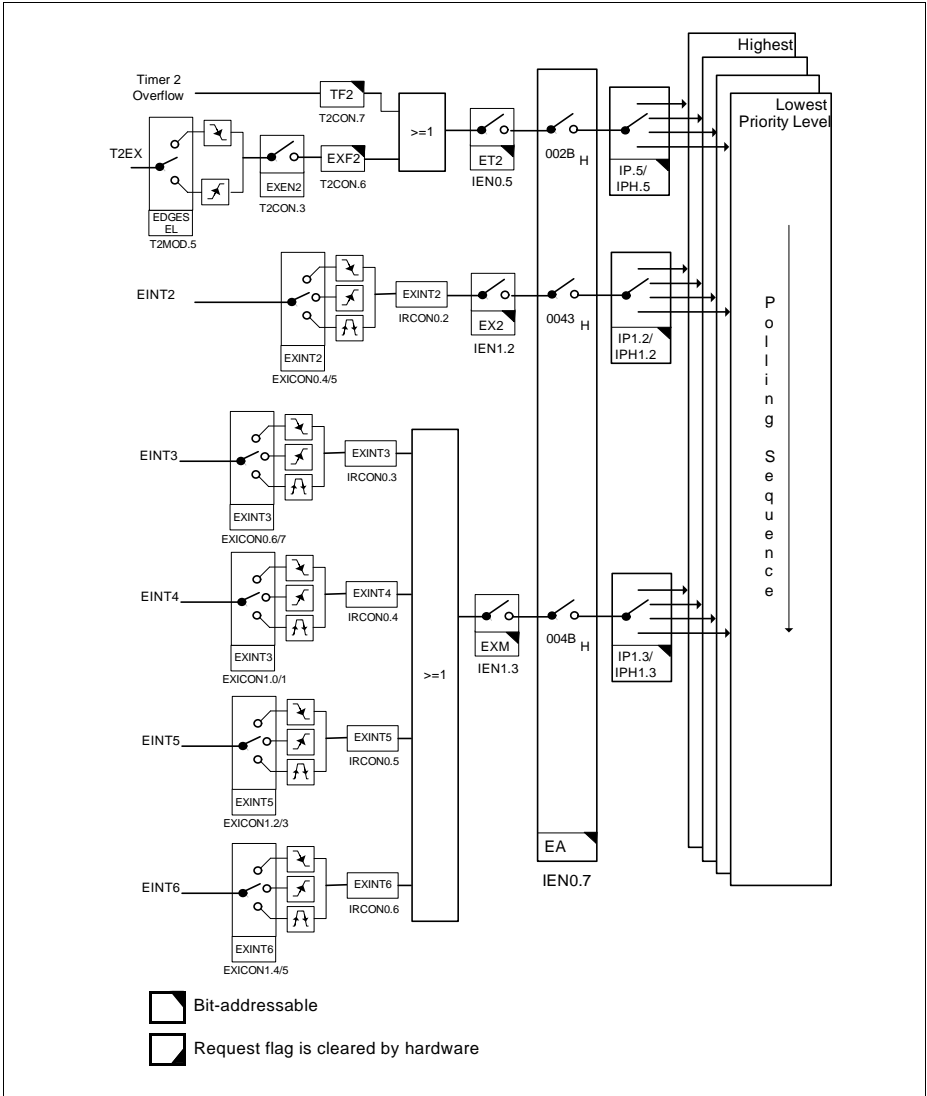 Highest
Lowest
Priority Level
Timer 2
Overflow
TF2
T2CON.7
>=1
ET2
IEN0.5
002B H
IP.5/
IPH.5
T2EX
EDGES
EL
T2MOD.5
EXEN2
T2CON.3
EXF2
T2CON.6
EINT2
EXINT2
EXICON0.4/5
EXINT2
IRCON0.2
EX2
IEN1.2
0043 H
IP1.2/
IPH1.2
Polling Sequence
EINT3
EXINT3
EXICON0.6/7
EXINT3
IRCON0.3
EINT4
EXINT3
EXICON1.0/1
EXINT4
IRCON0.4
>=1
EXM
IEN1.3
004B H
IP1.3/
IPH1.3
EINT5
EXINT5
EXICON1.2/3
EXINT5
IRCON0.5
EINT6
EXINT6
EXICON1.4/5
EXINT6
IRCON0.6
EA
IEN0.7
Bit-addressable
Request flag is cleared by hardware